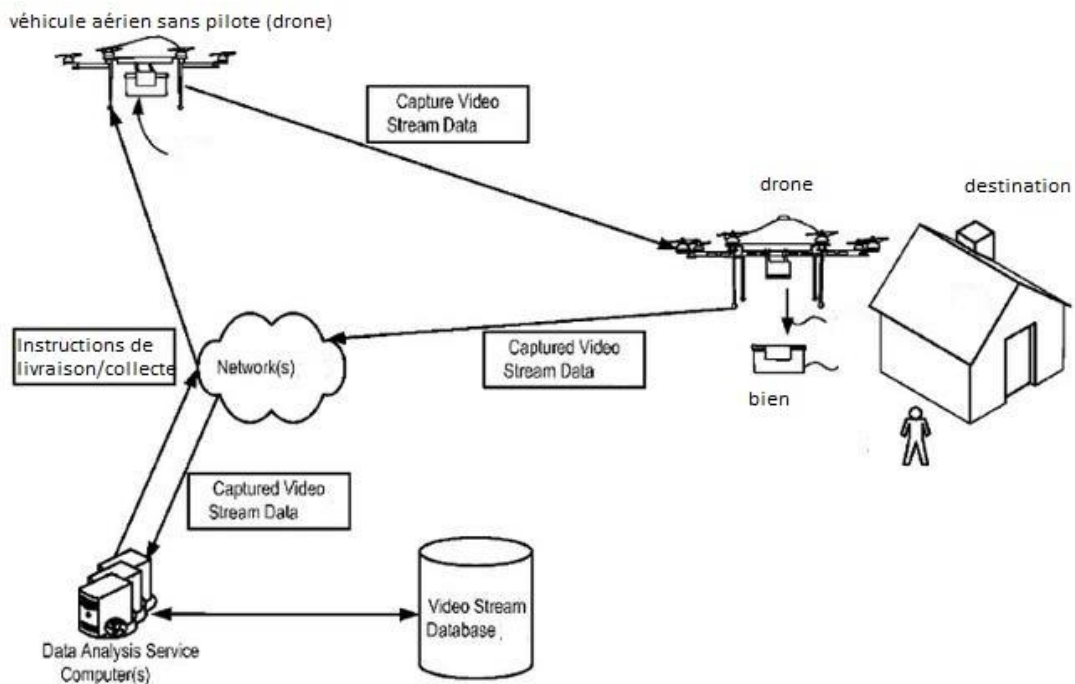 véhicule aérien sans pilote (drone)
Capture Video
Stream Data
drone
destination
Instructions de
livraison/collecte
Network(s)
Captured Video
Stream Data
bien
Captured Video
Stream Data
Video Stream
Database
Data Analysis Service
Computer(s)